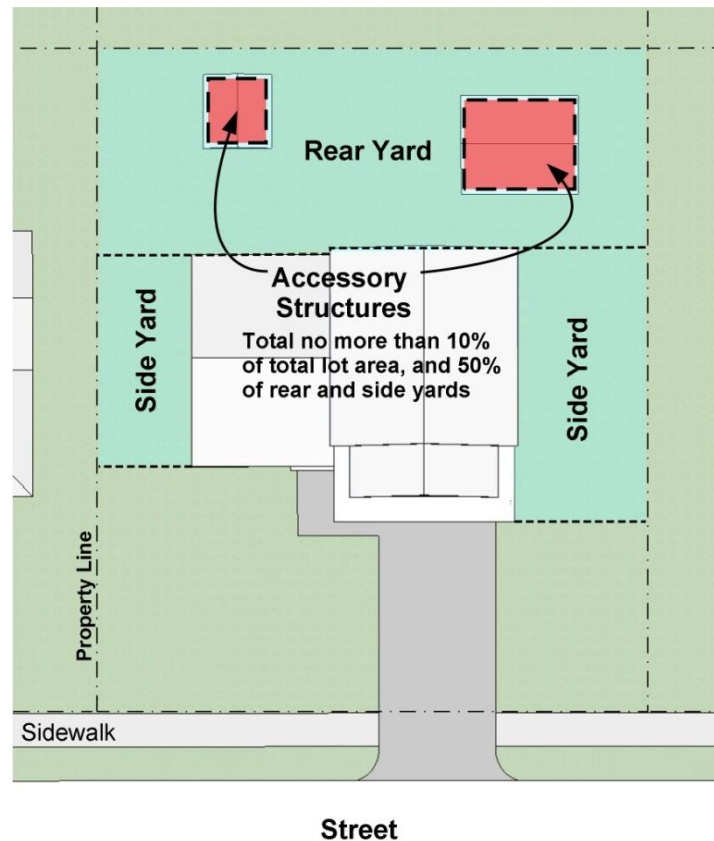 Rear Yard
Accessory
Structures
Total no more than 10%
of total lot area, and 50%
of rear and side yards
Side Yard
Side Yard
Property Line
Sidewalk
Street